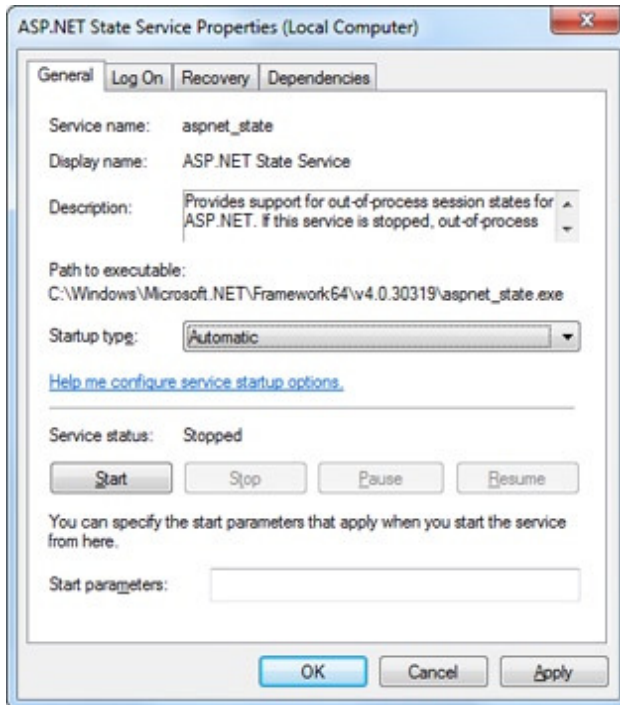 ASP.NET State Service Properties (Local Computer)
General Log On Recovery Dependencies
Service name: aspnet_state
Display name: ASP.NET State Service
Description: Provides support for out-of-process session states for
ASP.NET. If this service is stopped, out-of-process
Path to executable:
C:\Windows\Microsoft.NET\Framework64\v4.0.30319\aspnet_state.exe
Startup type: Automatic
Help me configure service startup options.
Service status: Stopped
Start Stop Pause Resume
You can specify the start parameters that apply when you start the service
from here.
Start parameters:
OK Cancel Apply